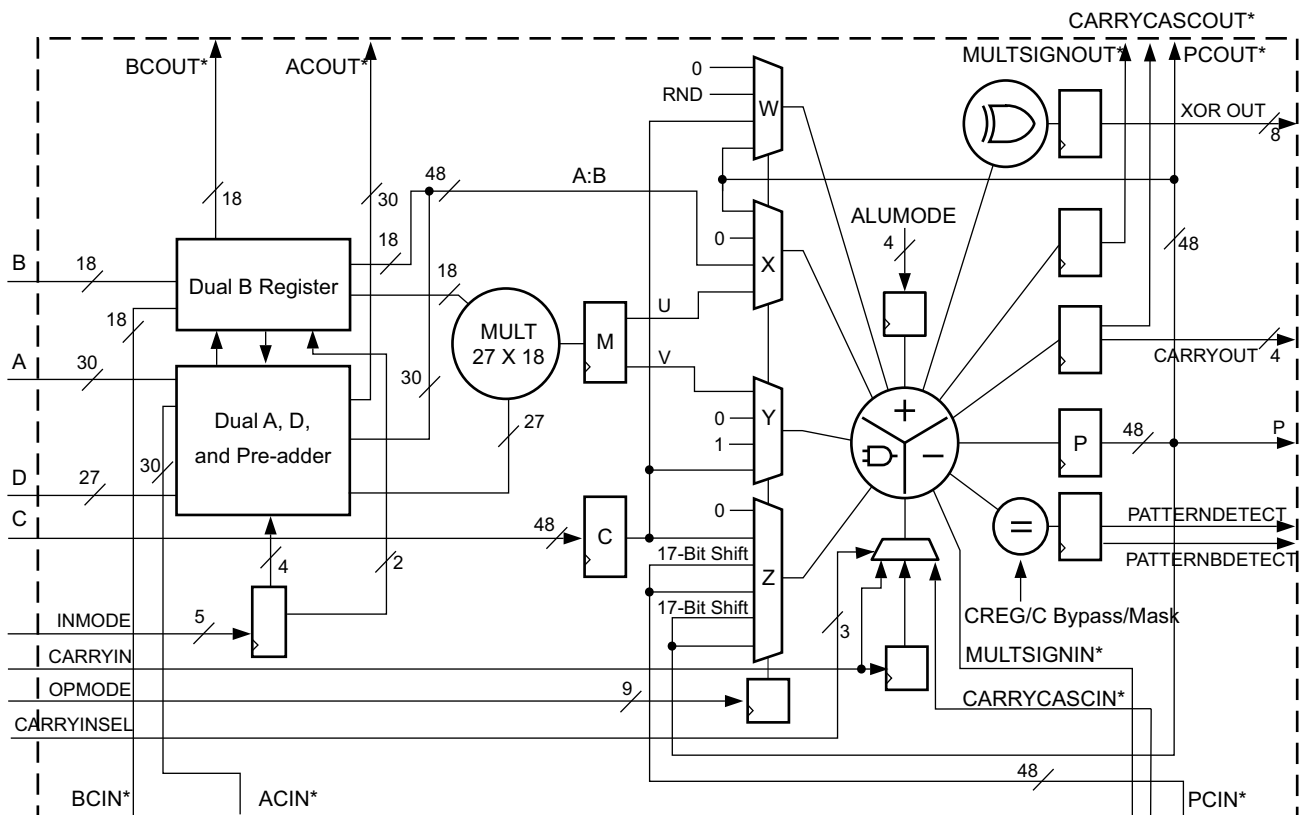 CARRYCASCOUT*
BCOUT*
ACOUT*
MULTSIGNOUT*
PCOUT*
0
RND
W
XOR OUT
8
18
30
48
A:B
ALUMODE
4
48
B
18
Dual B Register
18
18
0
X
18
MULT
27 X 18
M
U
V
CARRYOUT
4
A
30
30
Dual A, D,
and Pre-adder
27
0
1
Y
+
−
P
48
P
D
27
30
C
48
C
0
17-Bit Shift
17-Bit Shift
Z
=
PATTERNDETECT
PATTERNBDETECT
4
2
INMODE
5
3
CREG/C Bypass/Mask
CARRYIN
MULTSIGNIN*
OPMODE
9
CARRYCASCIN*
CARRYINSEL
48
BCIN*
ACIN*
PCIN*